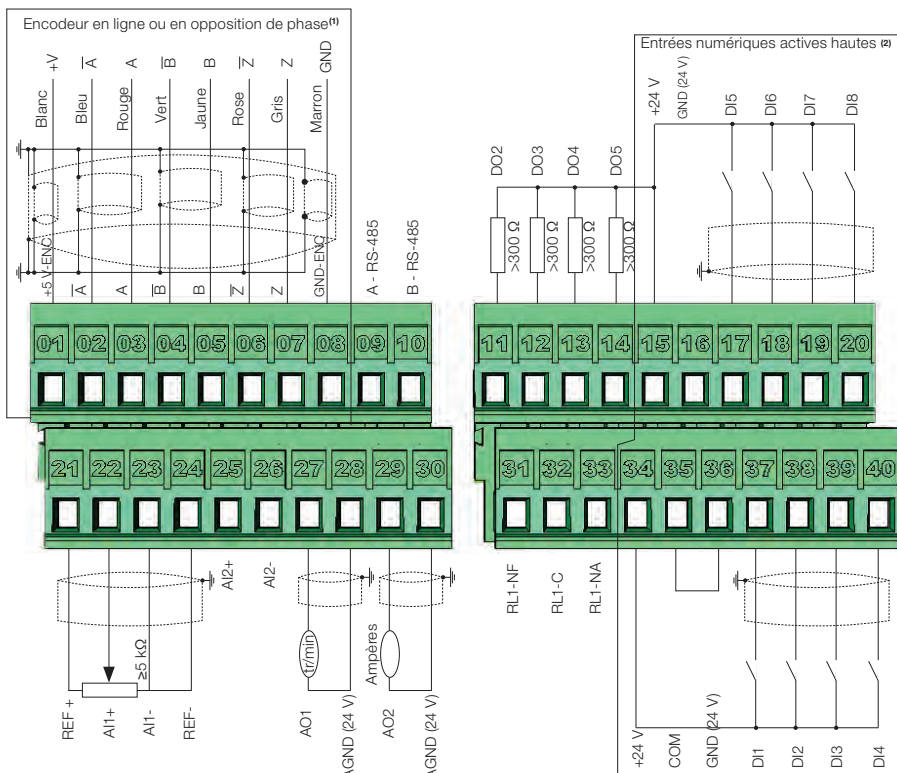 Encodeur en ligne ou en opposition de phase(1)
Entrées numériques actives hautes (2)
Blanc
+V
Bleu
A̅
Rouge
A
Vert
B̅
Jaune
B
Rose
Z̅
Gris
Z
Marron
GND
+5 V-ENC
A̅
A
B̅
B
Z̅
Z
GND-ENC
A - RS-485
B - RS-485
DO2
DO3
DO4
DO5
>300 Ω
>300 Ω
>300 Ω
>300 Ω
+24 V
GND (24 V)
DI5
DI6
DI7
DI8
01 02 03 04 05 06 07 08 09 10
11 12 13 14 15 16 17 18 19 20
21 22 23 24 25 26 27 28 29 30
31 32 33 34 35 36 37 38 39 40
AI2+
AI2-
≥5 kΩ
tr/min
Ampères
REF +
AI1+
AI1-
REF-
AO1
AGND (24 V)
AO2
AGND (24 V)
RL1-NF
RL1-C
RL1-NA
+24 V
COM
GND (24 V)
DI1
DI2
DI3
DI4